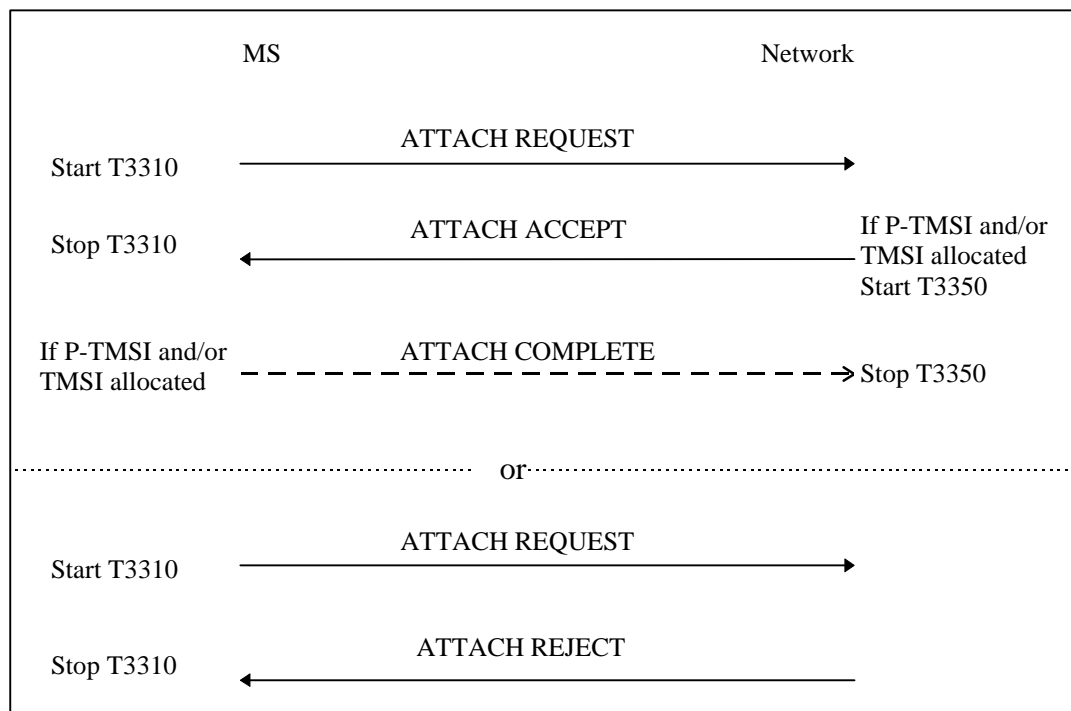 MS
Network
ATTACH REQUEST
Start T3310
ATTACH ACCEPT
Stop T3310
If P-TMSI and/or
TMSI allocated
Start T3350
If P-TMSI and/or
TMSI allocated
ATTACH COMPLETE
Stop T3350
or
ATTACH REQUEST
Start T3310
ATTACH REJECT
Stop T3310